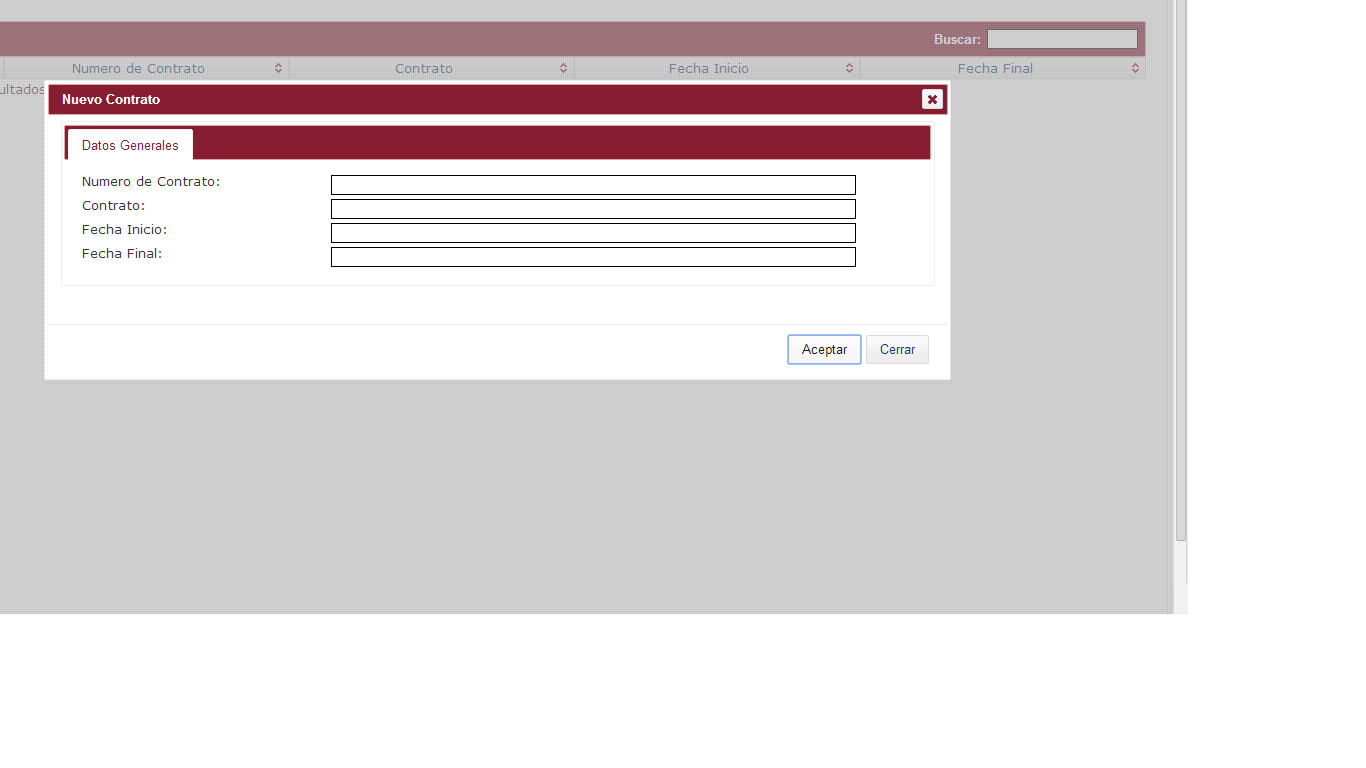 Buscar:
Numero de Contrato Contrato Fecha Inicio Fecha Final
ultados
Nuevo Contrato
Datos Generales
Numero de Contrato:
Contrato:
Fecha Inicio:
Fecha Final:
Aceptar Cerrar